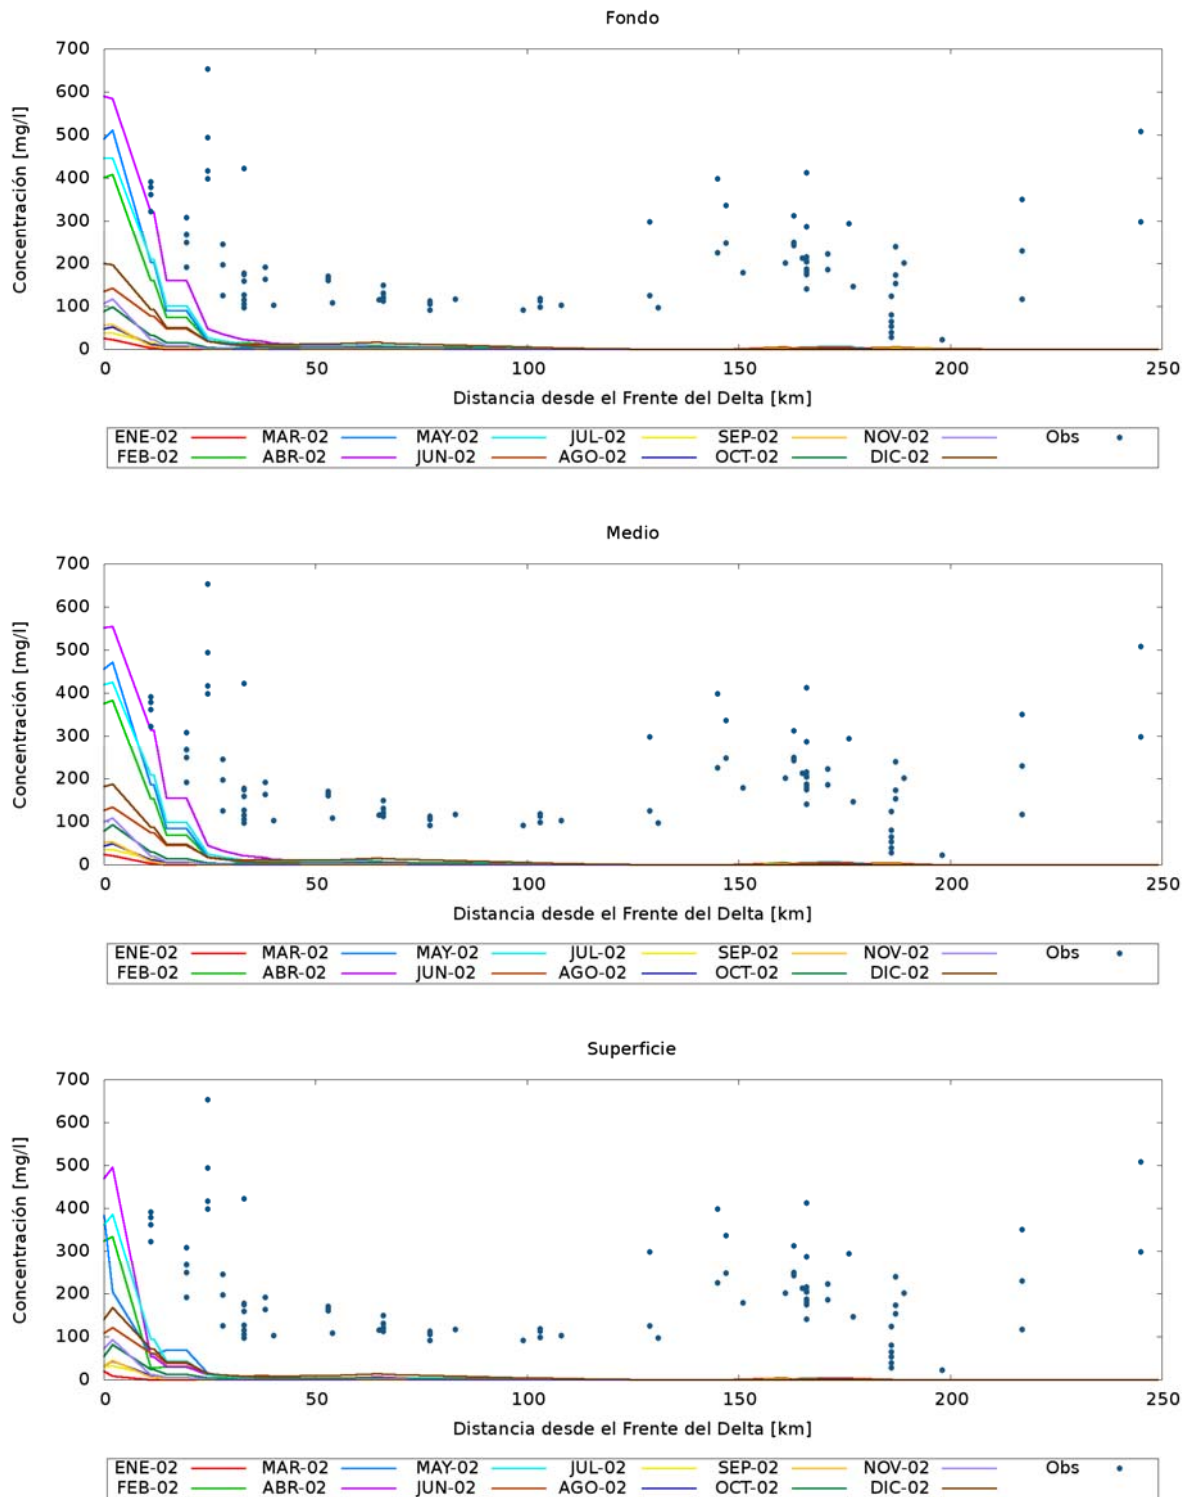 Fondo
700
600
500
400
300
200
100
0
Concentración [mg/l]
0 50 100 150 200 250
Distancia desde el Frente del Delta [km]
ENE-02 MAR-02 MAY-02 JUL-02 SEP-02 NOV-02 Obs
FEB-02 ABR-02 JUN-02 AGO-02 OCT-02 DIC-02
Medio
700
600
500
400
300
200
100
0
Concentración [mg/l]
0 50 100 150 200 250
Distancia desde el Frente del Delta [km]
ENE-02 MAR-02 MAY-02 JUL-02 SEP-02 NOV-02 Obs
FEB-02 ABR-02 JUN-02 AGO-02 OCT-02 DIC-02
Superficie
700
600
500
400
300
200
100
0
Concentración [mg/l]
0 50 100 150 200 250
Distancia desde el Frente del Delta [km]
ENE-02 MAR-02 MAY-02 JUL-02 SEP-02 NOV-02 Obs
FEB-02 ABR-02 JUN-02 AGO-02 OCT-02 DIC-02